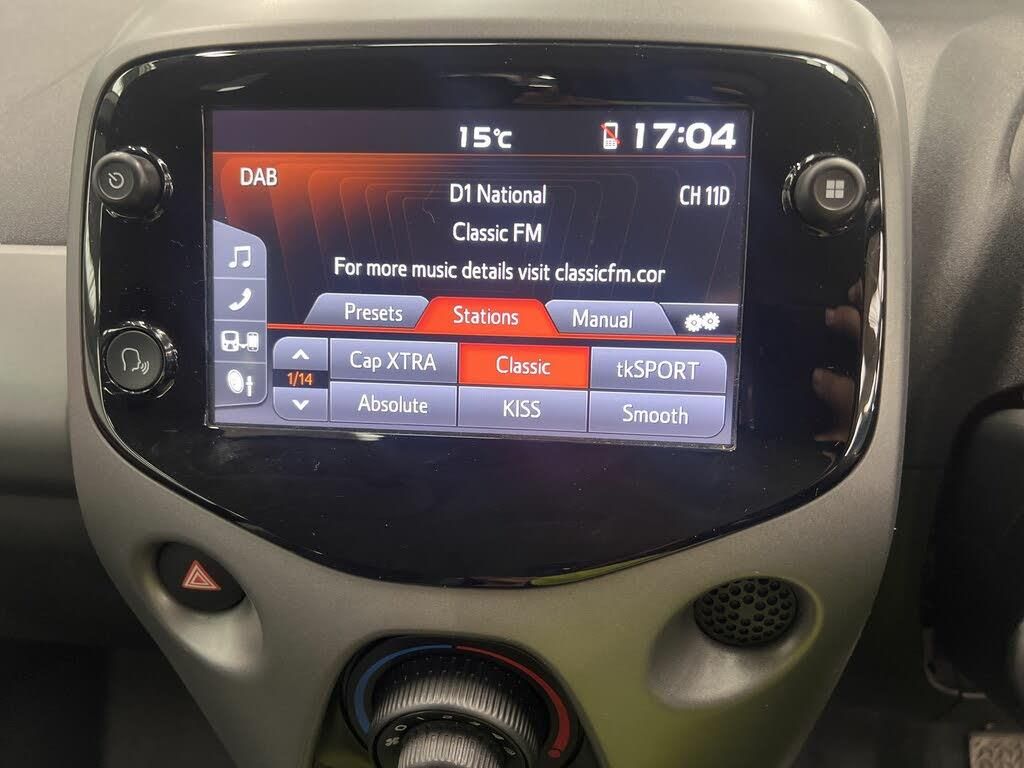 15°C 17:04
DAB
D1 National CH 11D
Classic FM
For more music details visit classicfm.cor
Presets Stations Manual
Cap XTRA Classic tkSPORT
1/14
Absolute KISS Smooth